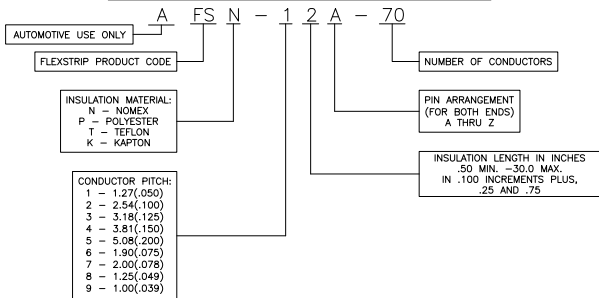 A FS N - 1 2 A - 70
AUTOMOTIVE USE ONLY
FLEXSTRIP PRODUCT CODE
NUMBER OF CONDUCTORS
INSULATION MATERIAL:
N - NOMEX
P - POLYESTER
T - TEFLON
K - KAPTON
PIN ARRANGEMENT
(FOR BOTH ENDS)
A THRU Z
INSULATION LENGTH IN INCHES
.50 MIN. -30.0 MAX.
IN .100 INCREMENTS PLUS,
.25 AND .75
CONDUCTOR PITCH:
1 - 1.27(.050)
2 - 2.54(.100)
3 - 3.18(.125)
4 - 3.81(.150)
5 - 5.08(.200)
6 - 1.90(.075)
7 - 2.00(.078)
8 - 1.25(.049)
9 - 1.00(.039)